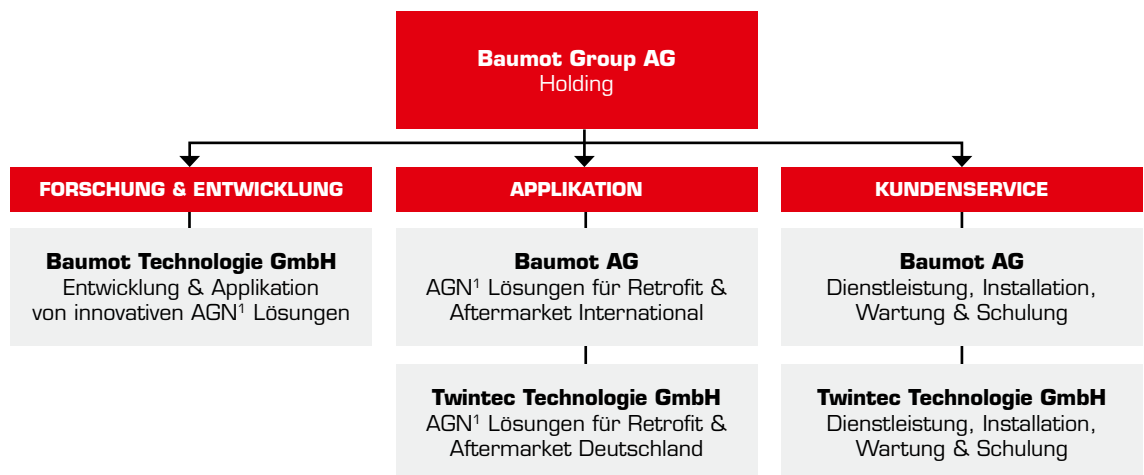 Baumot Group AG
Holding
FORSCHUNG & ENTWICKLUNG
Baumot Technologie GmbH
Entwicklung & Applikation
von innovativen AGN¹ Lösungen
APPLIKATION
Baumot AG
AGN¹ Lösungen für Retrofit &
Aftermarket International
Twintec Technologie GmbH
AGN¹ Lösungen für Retrofit &
Aftermarket Deutschland
KUNDENSERVICE
Baumot AG
Dienstleistung, Installation,
Wartung & Schulung
Twintec Technologie GmbH
Dienstleistung, Installation,
Wartung & Schulung